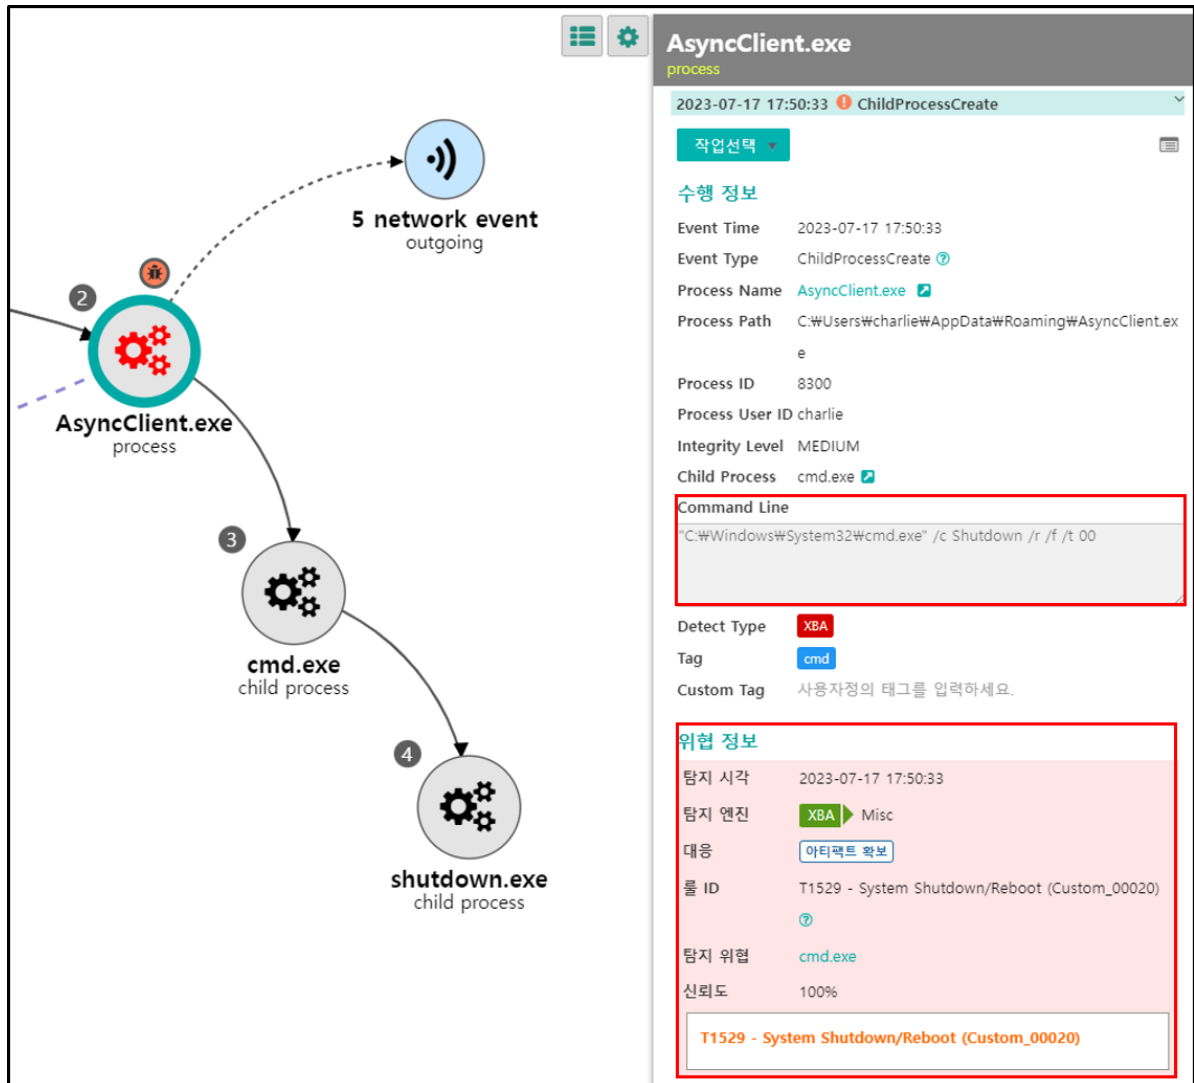 5 network event
outgoing
2
AsyncClient.exe
process
3
cmd.exe
child process
4
shutdown.exe
child process
AsyncClient.exe
process
2023-07-17 17:50:33 ChildProcessCreate
작업선택
수행 정보
Event Time 2023-07-17 17:50:33
Event Type ChildProcessCreate ?
Process Name AsyncClient.exe
Process Path C:₩Users₩charlie₩AppData₩Roaming₩AsyncClient.ex
e
Process ID 8300
Process User ID charlie
Integrity Level MEDIUM
Child Process cmd.exe
Command Line
"C:₩Windows₩System32₩cmd.exe" /c Shutdown /r /f /t 00
Detect Type XBA
Tag cmd
Custom Tag 사용자정의 태그를 입력하세요.
위협 정보
탐지 시각 2023-07-17 17:50:33
탐지 엔진 XBA Misc
대응 아티팩트 확보
룰 ID T1529 - System Shutdown/Reboot (Custom_00020)
?
탐지 위협 cmd.exe
신뢰도 100%
T1529 - System Shutdown/Reboot (Custom_00020)